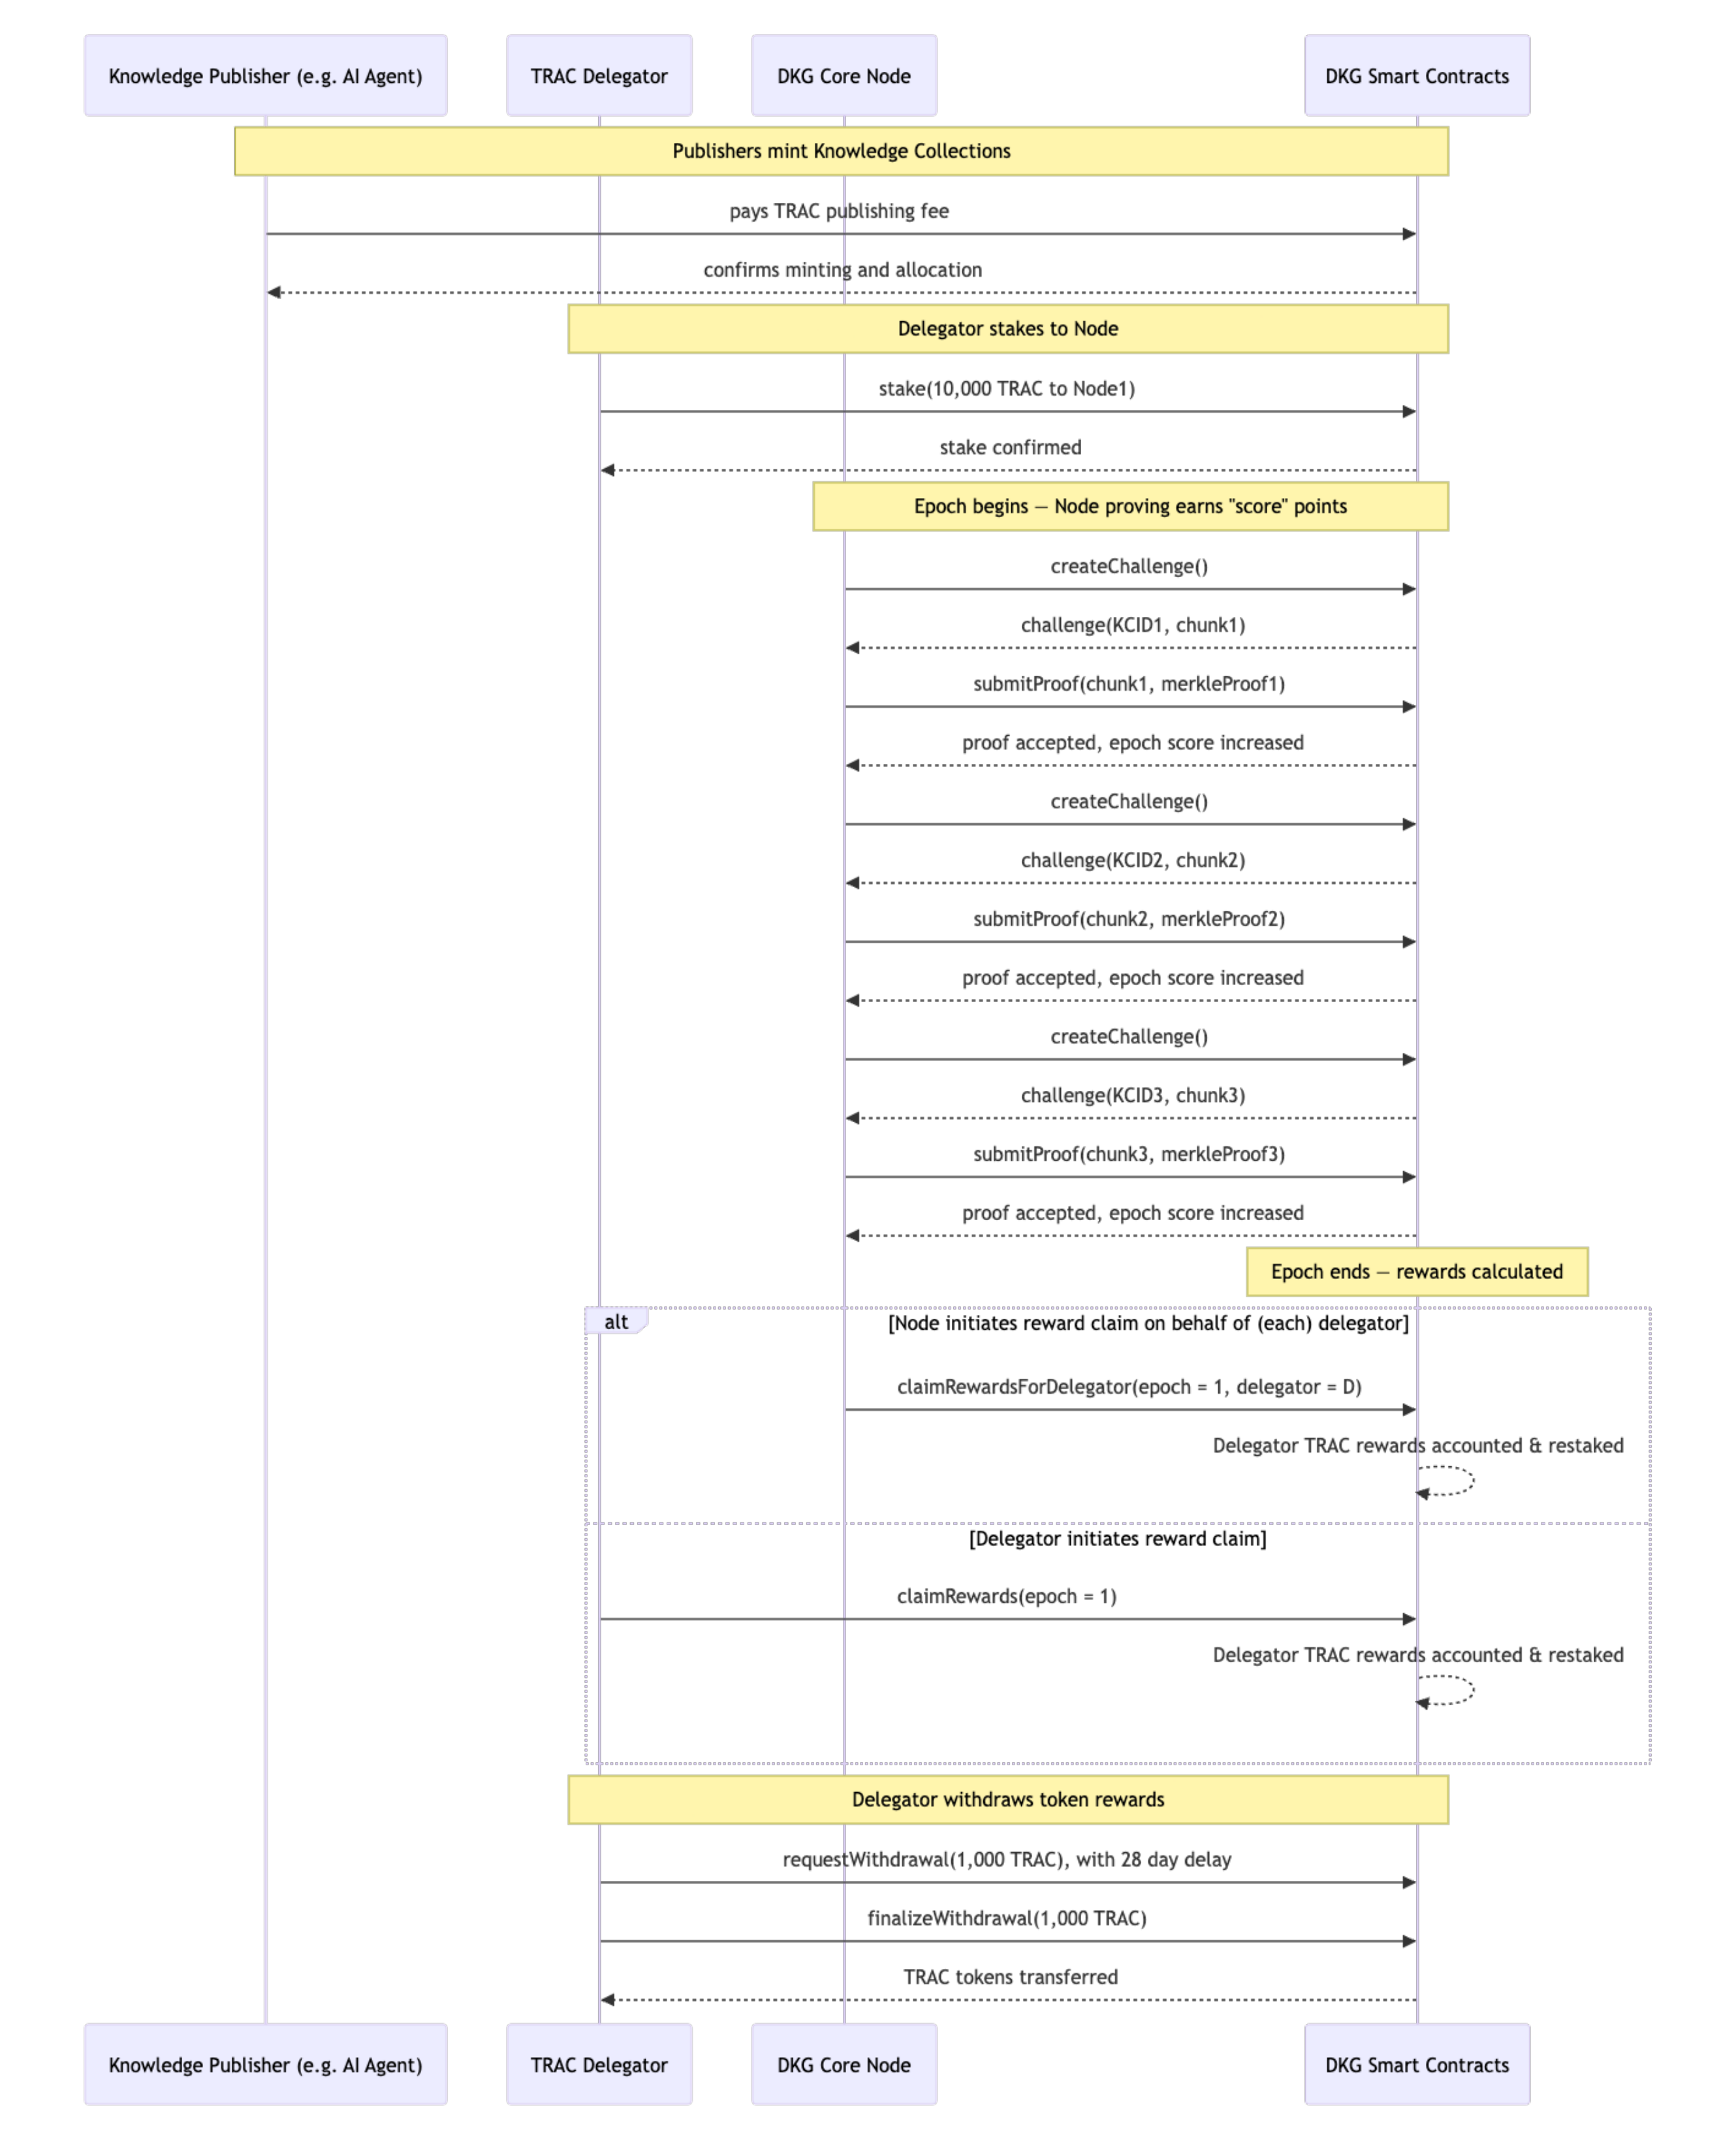 Knowledge Publisher (e.g. AI Agent)
TRAC Delegator
DKG Core Node
DKG Smart Contracts
Publishers mint Knowledge Collections
pays TRAC publishing fee
confirms minting and allocation
Delegator stakes to Node
stake(10,000 TRAC to Node1)
stake confirmed
Epoch begins — Node proving earns "score" points
createChallenge()
challenge(KCID1, chunk1)
submitProof(chunk1, merkleProof1)
proof accepted, epoch score increased
createChallenge()
challenge(KCID2, chunk2)
submitProof(chunk2, merkleProof2)
proof accepted, epoch score increased
createChallenge()
challenge(KCID3, chunk3)
submitProof(chunk3, merkleProof3)
proof accepted, epoch score increased
Epoch ends — rewards calculated
alt
[Node initiates reward claim on behalf of (each) delegator]
claimRewardsForDelegator(epoch = 1, delegator = D)
Delegator TRAC rewards accounted & restaked
[Delegator initiates reward claim]
claimRewards(epoch = 1)
Delegator TRAC rewards accounted & restaked
Delegator withdraws token rewards
requestWithdrawal(1,000 TRAC), with 28 day delay
finalizeWithdrawal(1,000 TRAC)
TRAC tokens transferred
Knowledge Publisher (e.g. AI Agent)
TRAC Delegator
DKG Core Node
DKG Smart Contracts